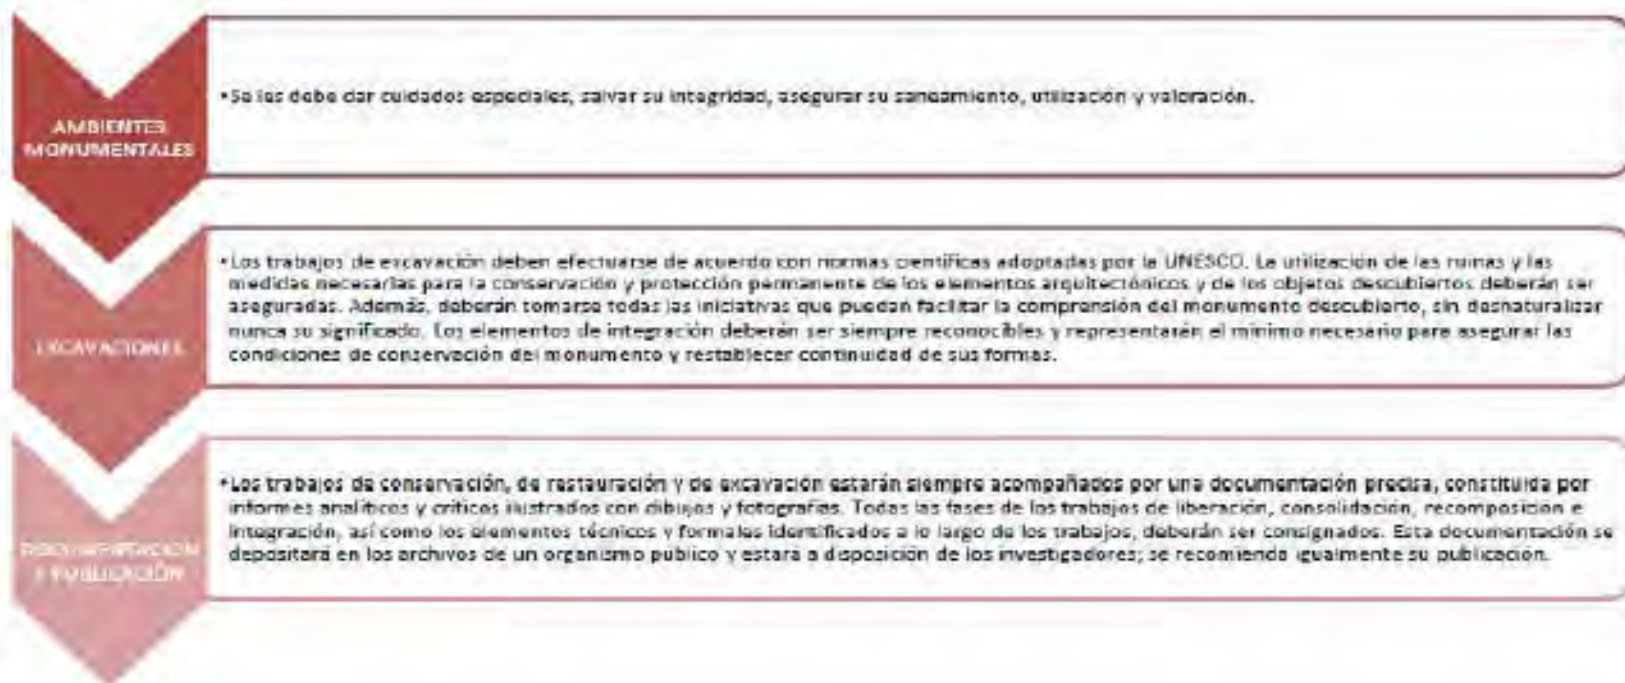 AMBIENTES
MONUMENTALES
•Se les debe dar cuidados especiales, salvar su integridad, asegurar su saneamiento, utilización y valoración.
EXCAVACIONES
•Los trabajos de excavación deben efectuarse de acuerdo con normas científicas adoptadas por la UNESCO. La utilización de las ruinas y las
medidas necesarias para la conservación y protección permanente de los elementos arquitectónicos y de los objetos descubiertos deberán ser
aseguradas. Además, deberán tomarse todas las iniciativas que puedan facilitar la comprensión del monumento descubierto, sin desnaturalizar
nunca su significado. Los elementos de integración deberán ser siempre reconocibles y representarán el mínimo necesario para asegurar las
condiciones de conservación del monumento y restablecer continuidad de sus formas.
DOCUMENTACIÓN
Y PUBLICACIÓN
•Los trabajos de conservación, de restauración y de excavación estarán siempre acompañados por una documentación precisa, constituida por
informes analíticos y críticos ilustrados con dibujos y fotografías. Todas las fases de los trabajos de liberación, consolidación, recomposición e
integración, así como los elementos técnicos y formales identificados a lo largo de los trabajos, deberán ser consignados. Esta documentación se
depositará en los archivos de un organismo público y estará a disposición de los investigadores; se recomienda igualmente su publicación.